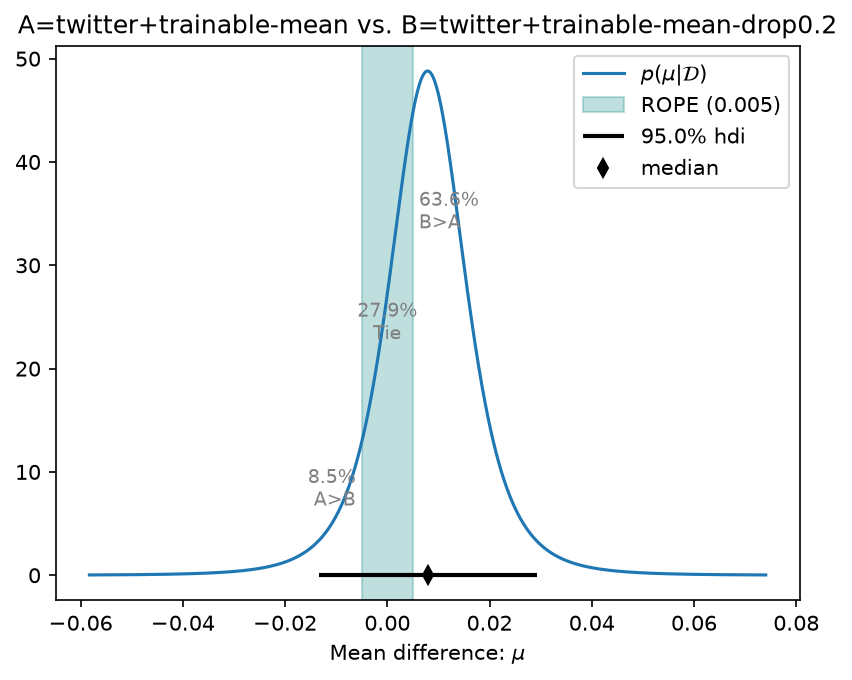 A=twitter+trainable-mean vs. B=twitter+trainable-mean-drop0.2
50
40
30
20
10
0
p(μ|𝒟)
ROPE (0.005)
95.0% hdi
median
63.6%
B>A
27.9%
Tie
8.5%
A>B
−0.06
−0.04
−0.02
0.00
0.02
0.04
0.06
0.08
Mean difference: μ